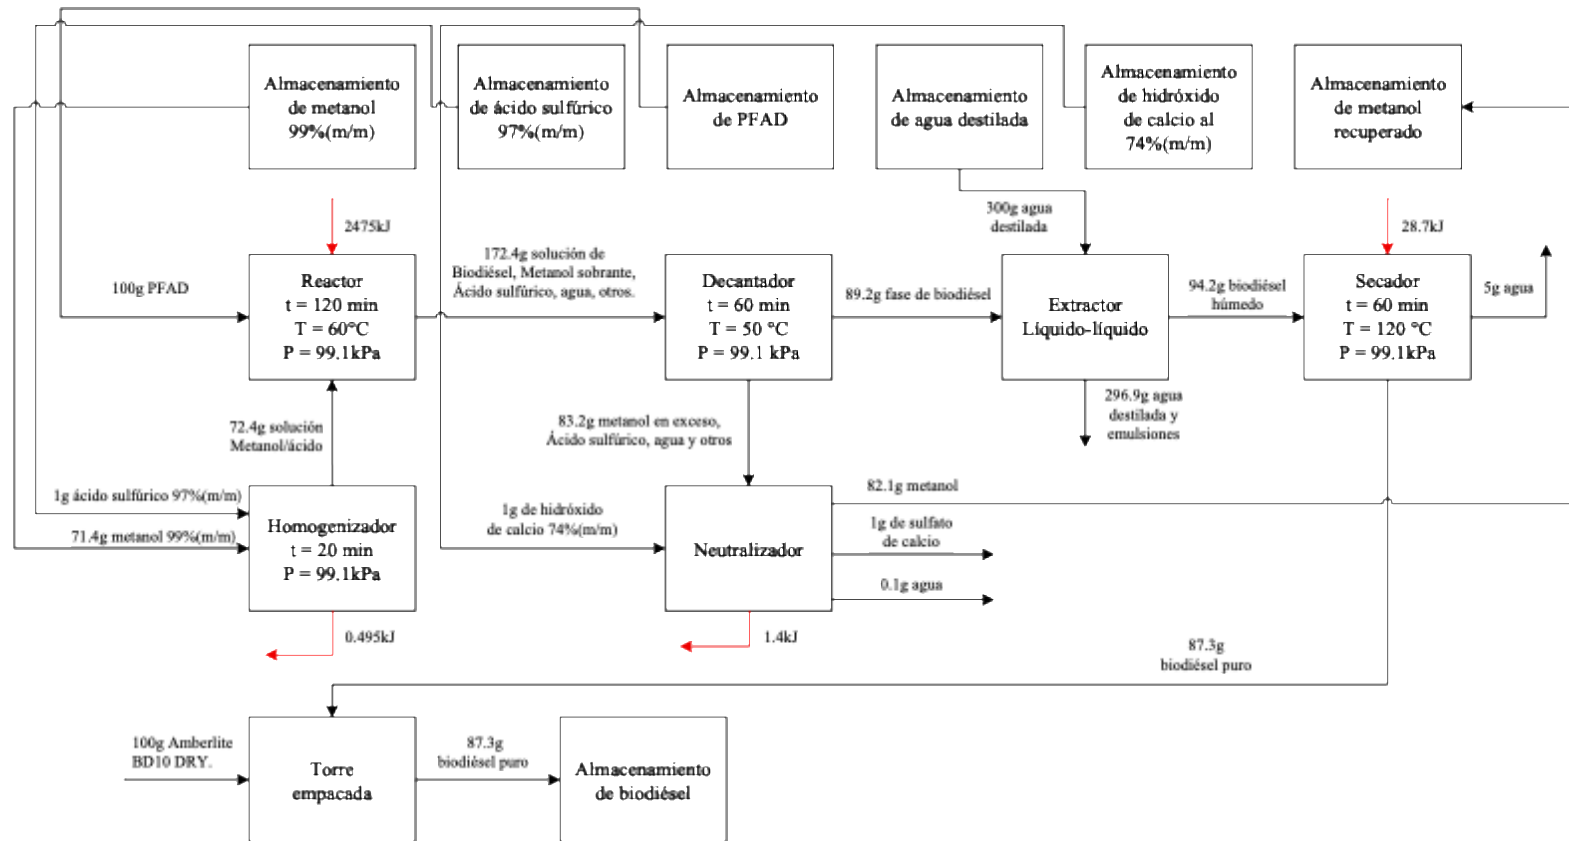 Almacenamiento
de metanol
99%(m/m)
Almacenamiento
de ácido sulfúrico
97%(m/m)
Almacenamiento
de PFAD
Almacenamiento
de agua destilada
Almacenamiento
de hidróxido
de calcio al
74%(m/m)
Almacenamiento
de metanol
recuperado
2475kJ
300g agua
destilada
28.7kJ
100g PFAD
Reactor
t = 120 min
T = 60°C
P = 99.1kPa
172.4g solución de
Biodiésel, Metanol sobrante,
Ácido sulfúrico, agua, otros.
Decantador
t = 60 min
T = 50 °C
P = 99.1 kPa
89.2g fase de biodiésel
Extractor
Líquido-líquido
94.2g biodiésel
húmedo
Secador
t = 60 min
T = 120 °C
P = 99.1kPa
5g agua
72.4g solución
Metanol/ácido
83.2g metanol en exceso,
Ácido sulfúrico, agua y otros
296.9g agua
destilada y
emulsiones
1g ácido sulfúrico 97%(m/m)
71.4g metanol 99%(m/m)
Homogenizador
t = 20 min
P = 99.1kPa
1g de hidróxido
de calcio 74%(m/m)
Neutralizador
82.1g metanol
1g de sulfato
de calcio
0.1g agua
0.495kJ
1.4kJ
87.3g
biodiésel puro
100g Amberlite
BD10 DRY.
Torre
empacada
87.3g
biodiésel puro
Almacenamiento
de biodiésel